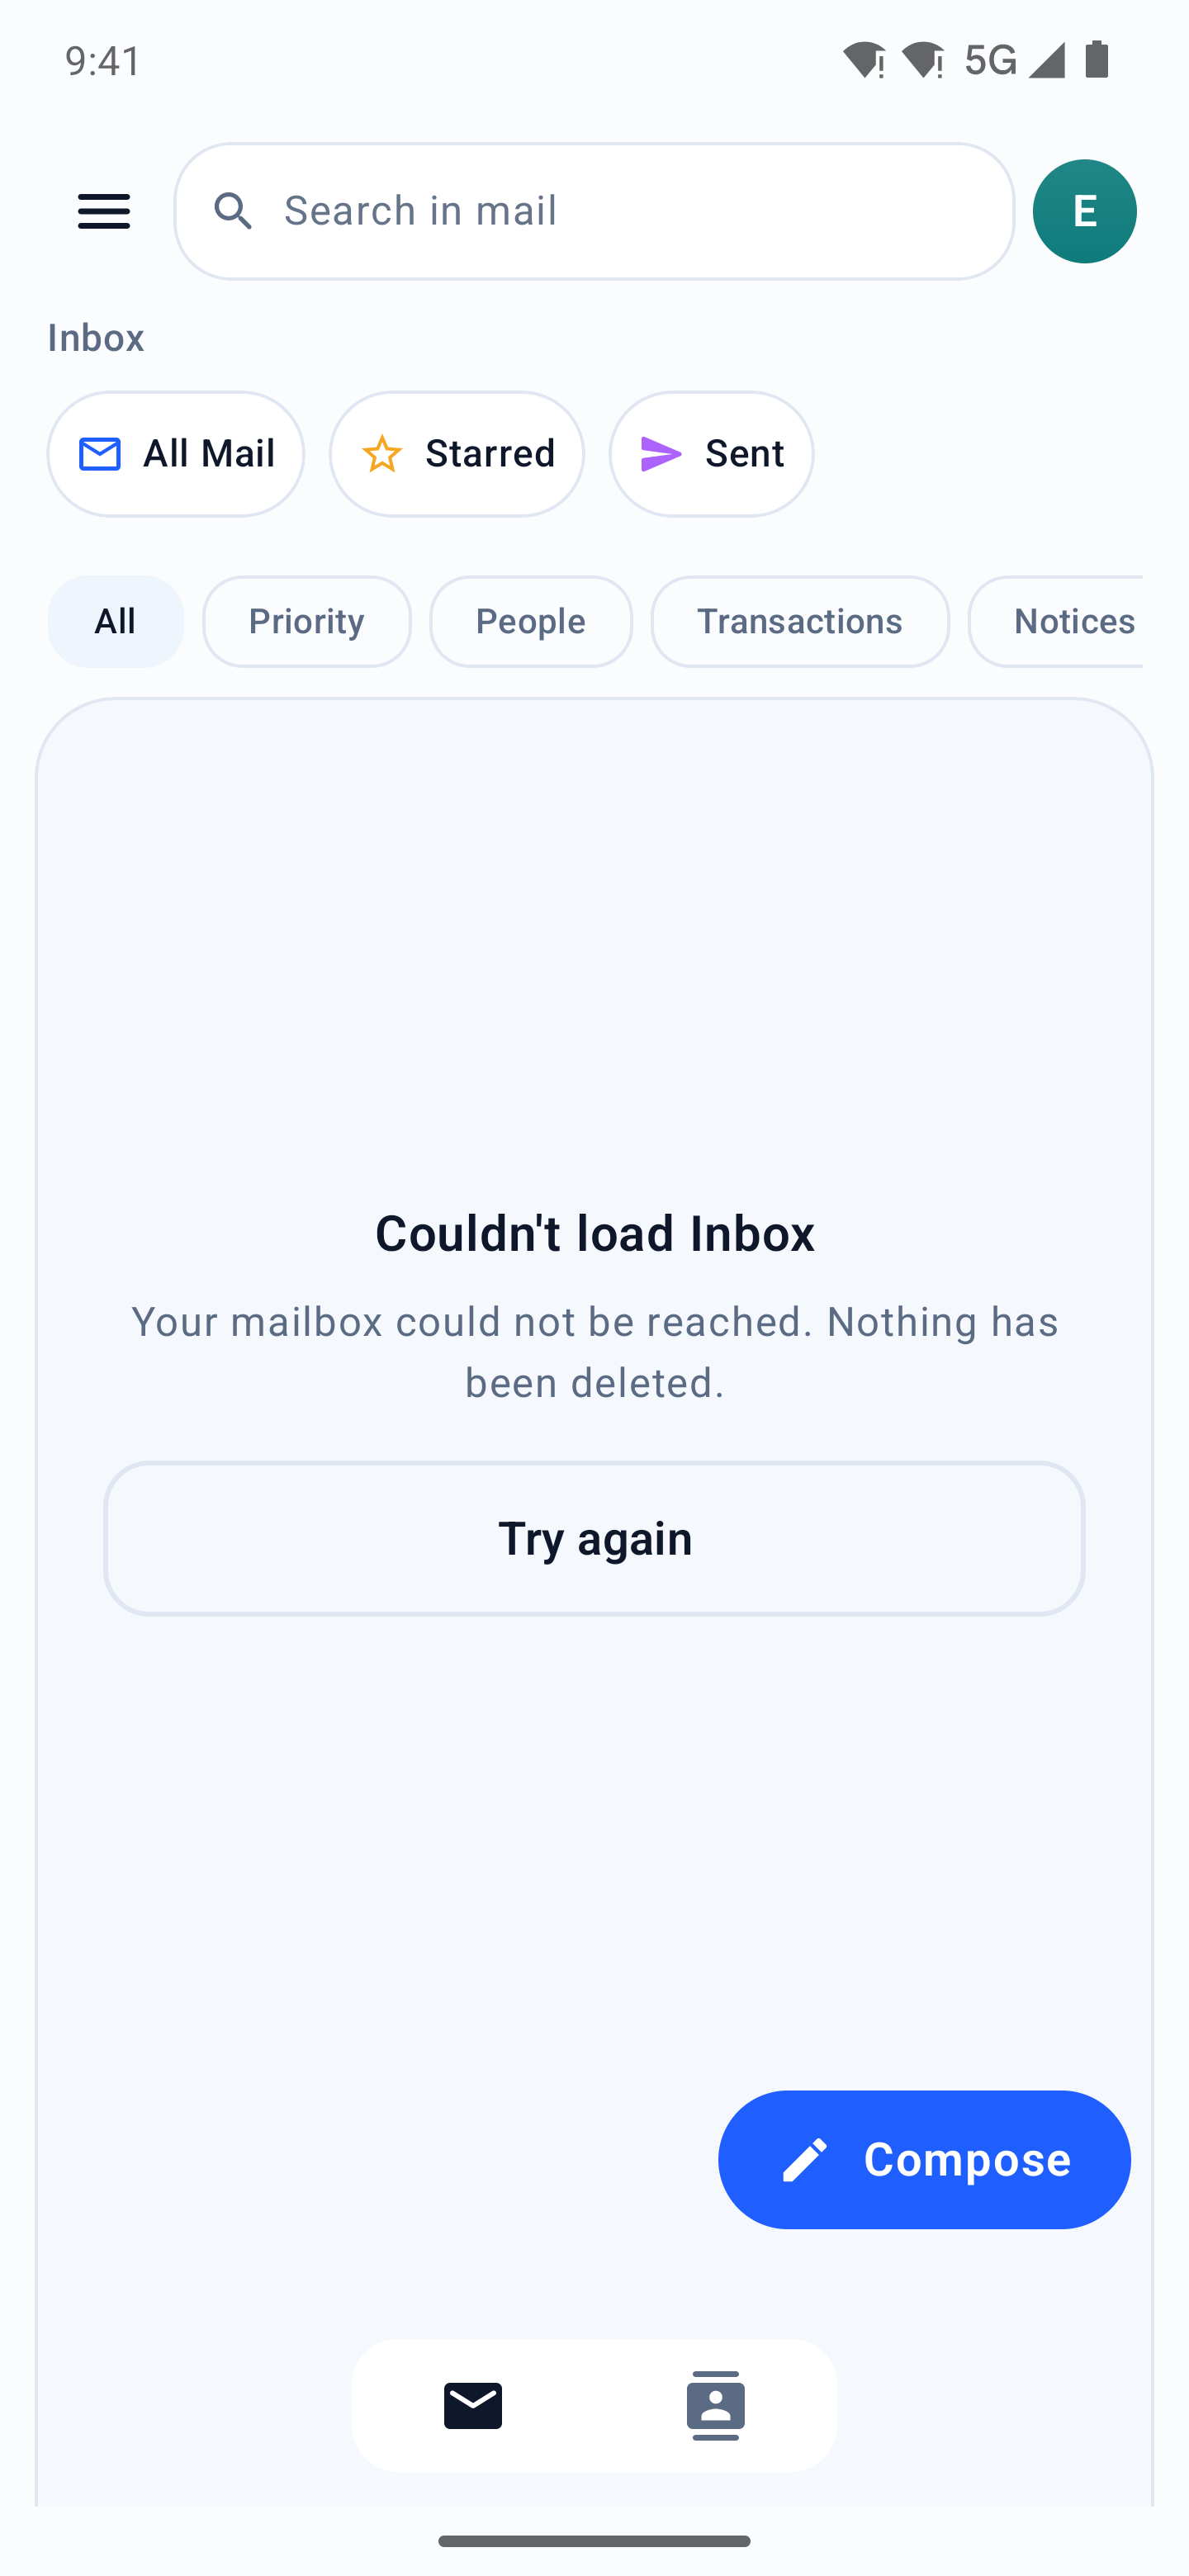 9:41
5G
Search in mail
E
Inbox
All Mail
Starred
Sent
All
Priority
People
Transactions
Notices
Couldn't load Inbox
Your mailbox could not be reached. Nothing has
been deleted.
Try again
Compose